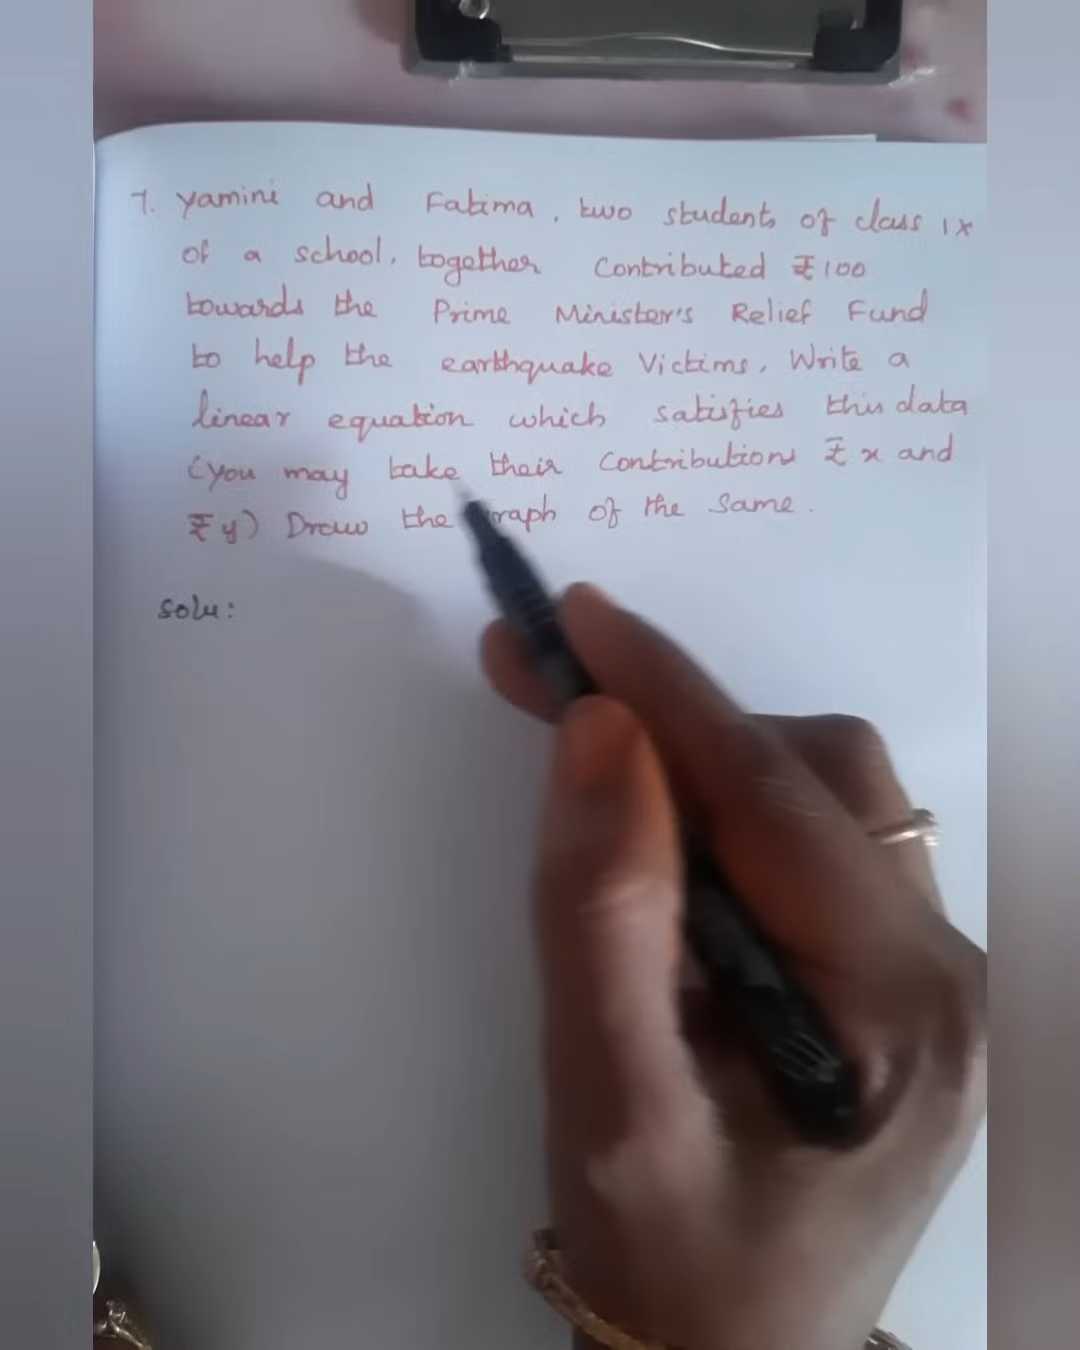 7. Yamini and Fatima, two students of class IX
of a school, together contributed ₹100
towards the Prime Minister's Relief Fund
to help the earthquake Victims. Write a
linear equation which satisfies this data
(you may take their contributions ₹ x and
₹ y) Draw the graph of the same.
Solu: